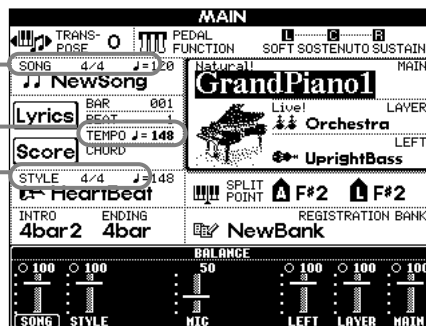 MAIN
TRANSPOSE 0
PEDAL FUNCTION
L C R
SOFT SOSTENUTO SUSTAIN
SONG 4/4 ♩=120
NewSong
Natural! MAIN
GrandPiano1
Lyrics
BAR 001
BEAT 1
TEMPO ♩= 148
Score
CHORD
Live! LAYER
Orchestra
LEFT
UprightBass
STYLE 4/4 ♩=148
HeartBeat
SPLIT POINT A F#2 L F#2
INTRO ENDING
4bar2 4bar
REGISTRATION BANK
NewBank
BALANCE
100 100 50 100 100 100
SONG STYLE MIC LEFT LAYER MAIN